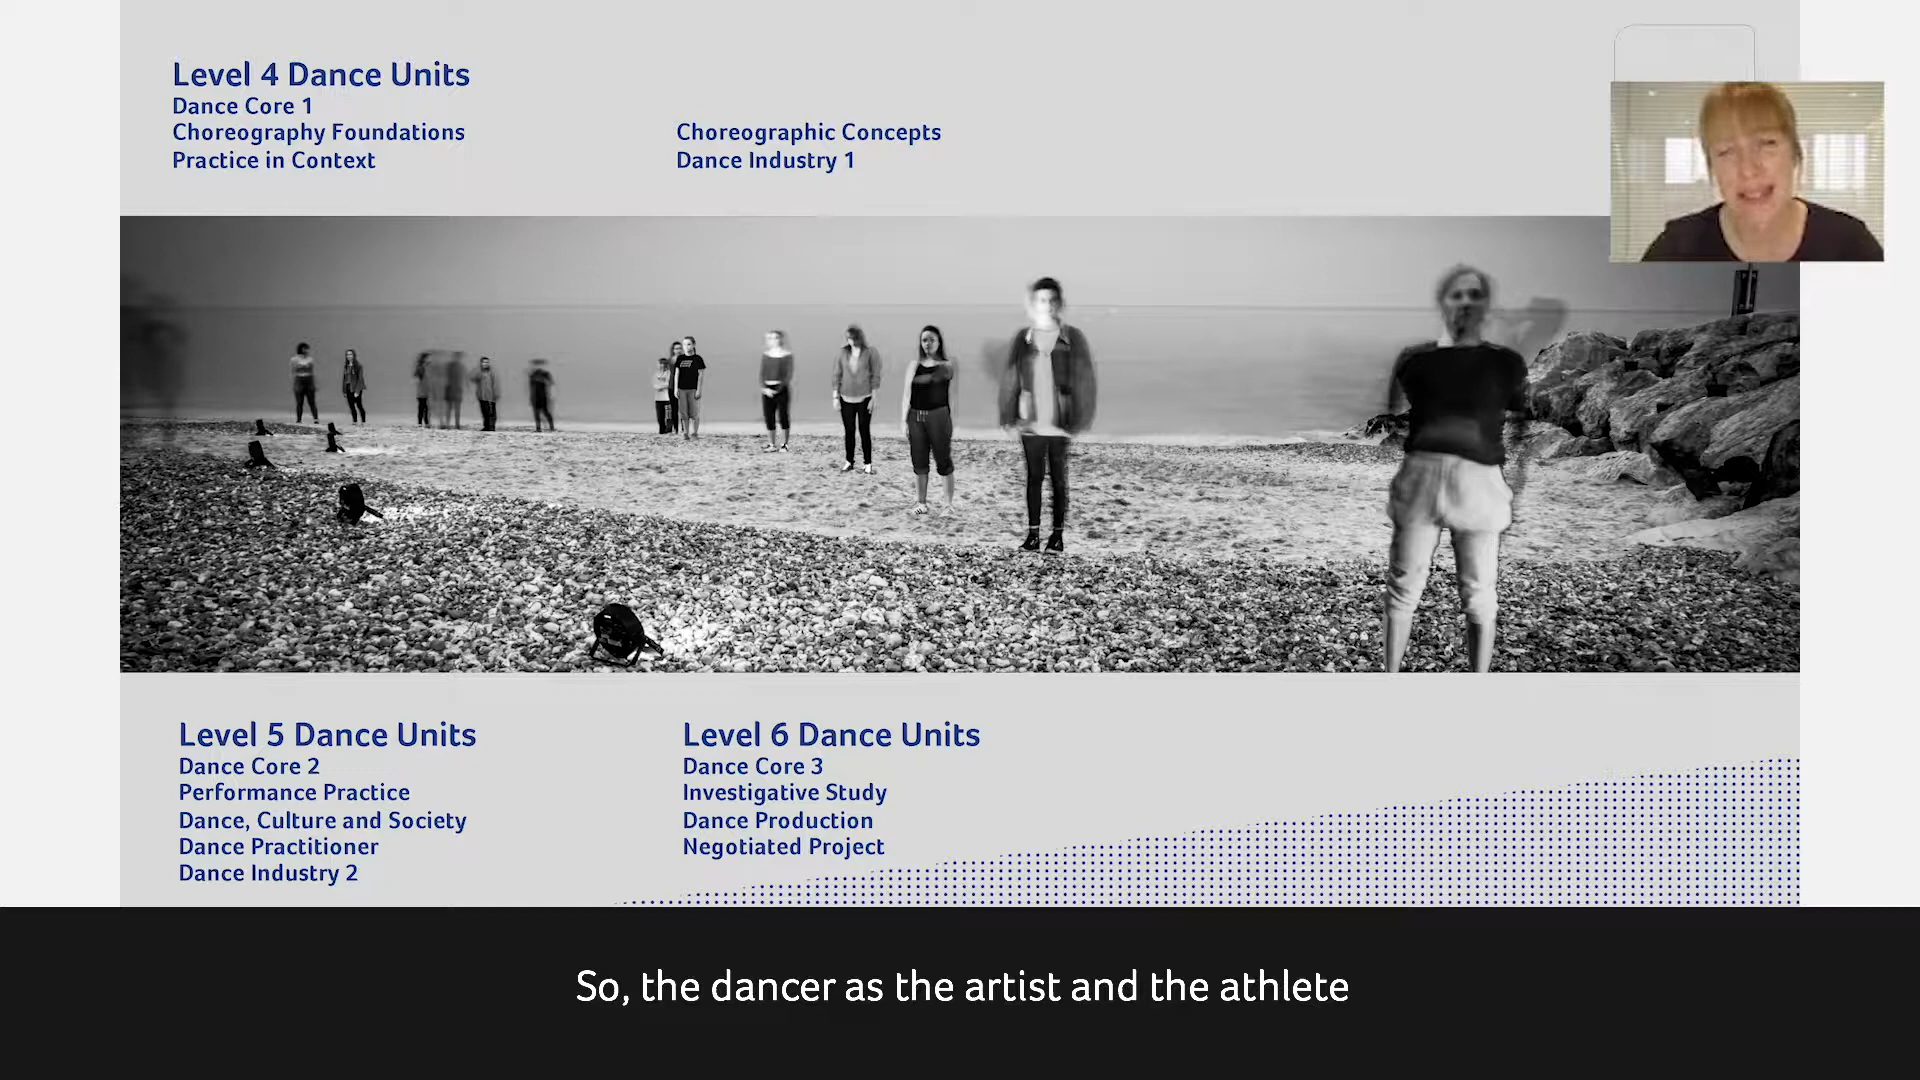 Level 4 Dance Units
Dance Core 1
Choreography Foundations
Practice in Context
Choreographic Concepts
Dance Industry 1
Level 5 Dance Units
Dance Core 2
Performance Practice
Dance, Culture and Society
Dance Practitioner
Dance Industry 2
Level 6 Dance Units
Dance Core 3
Investigative Study
Dance Production
Negotiated Project
So, the dancer as the artist and the athlete